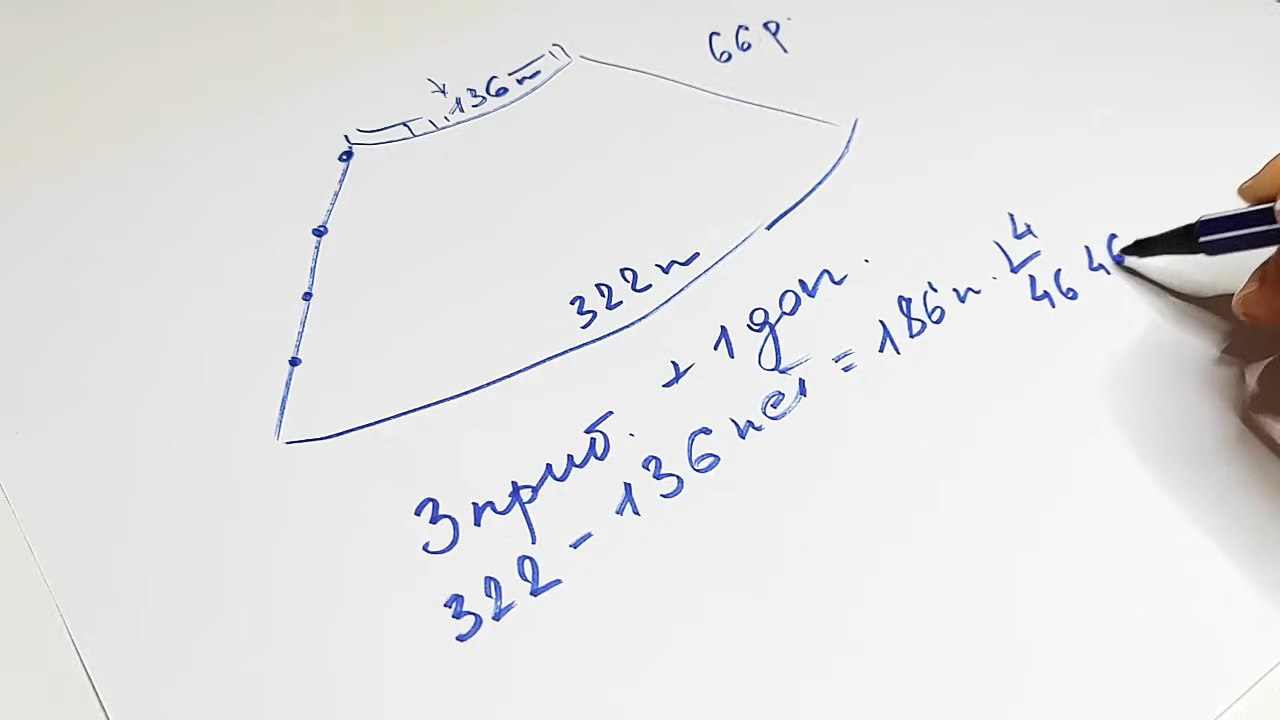 66 р.
136 п
322 п
3 приб. + 1 доп.
322 - 136 пет = 186 п. 4
46 46